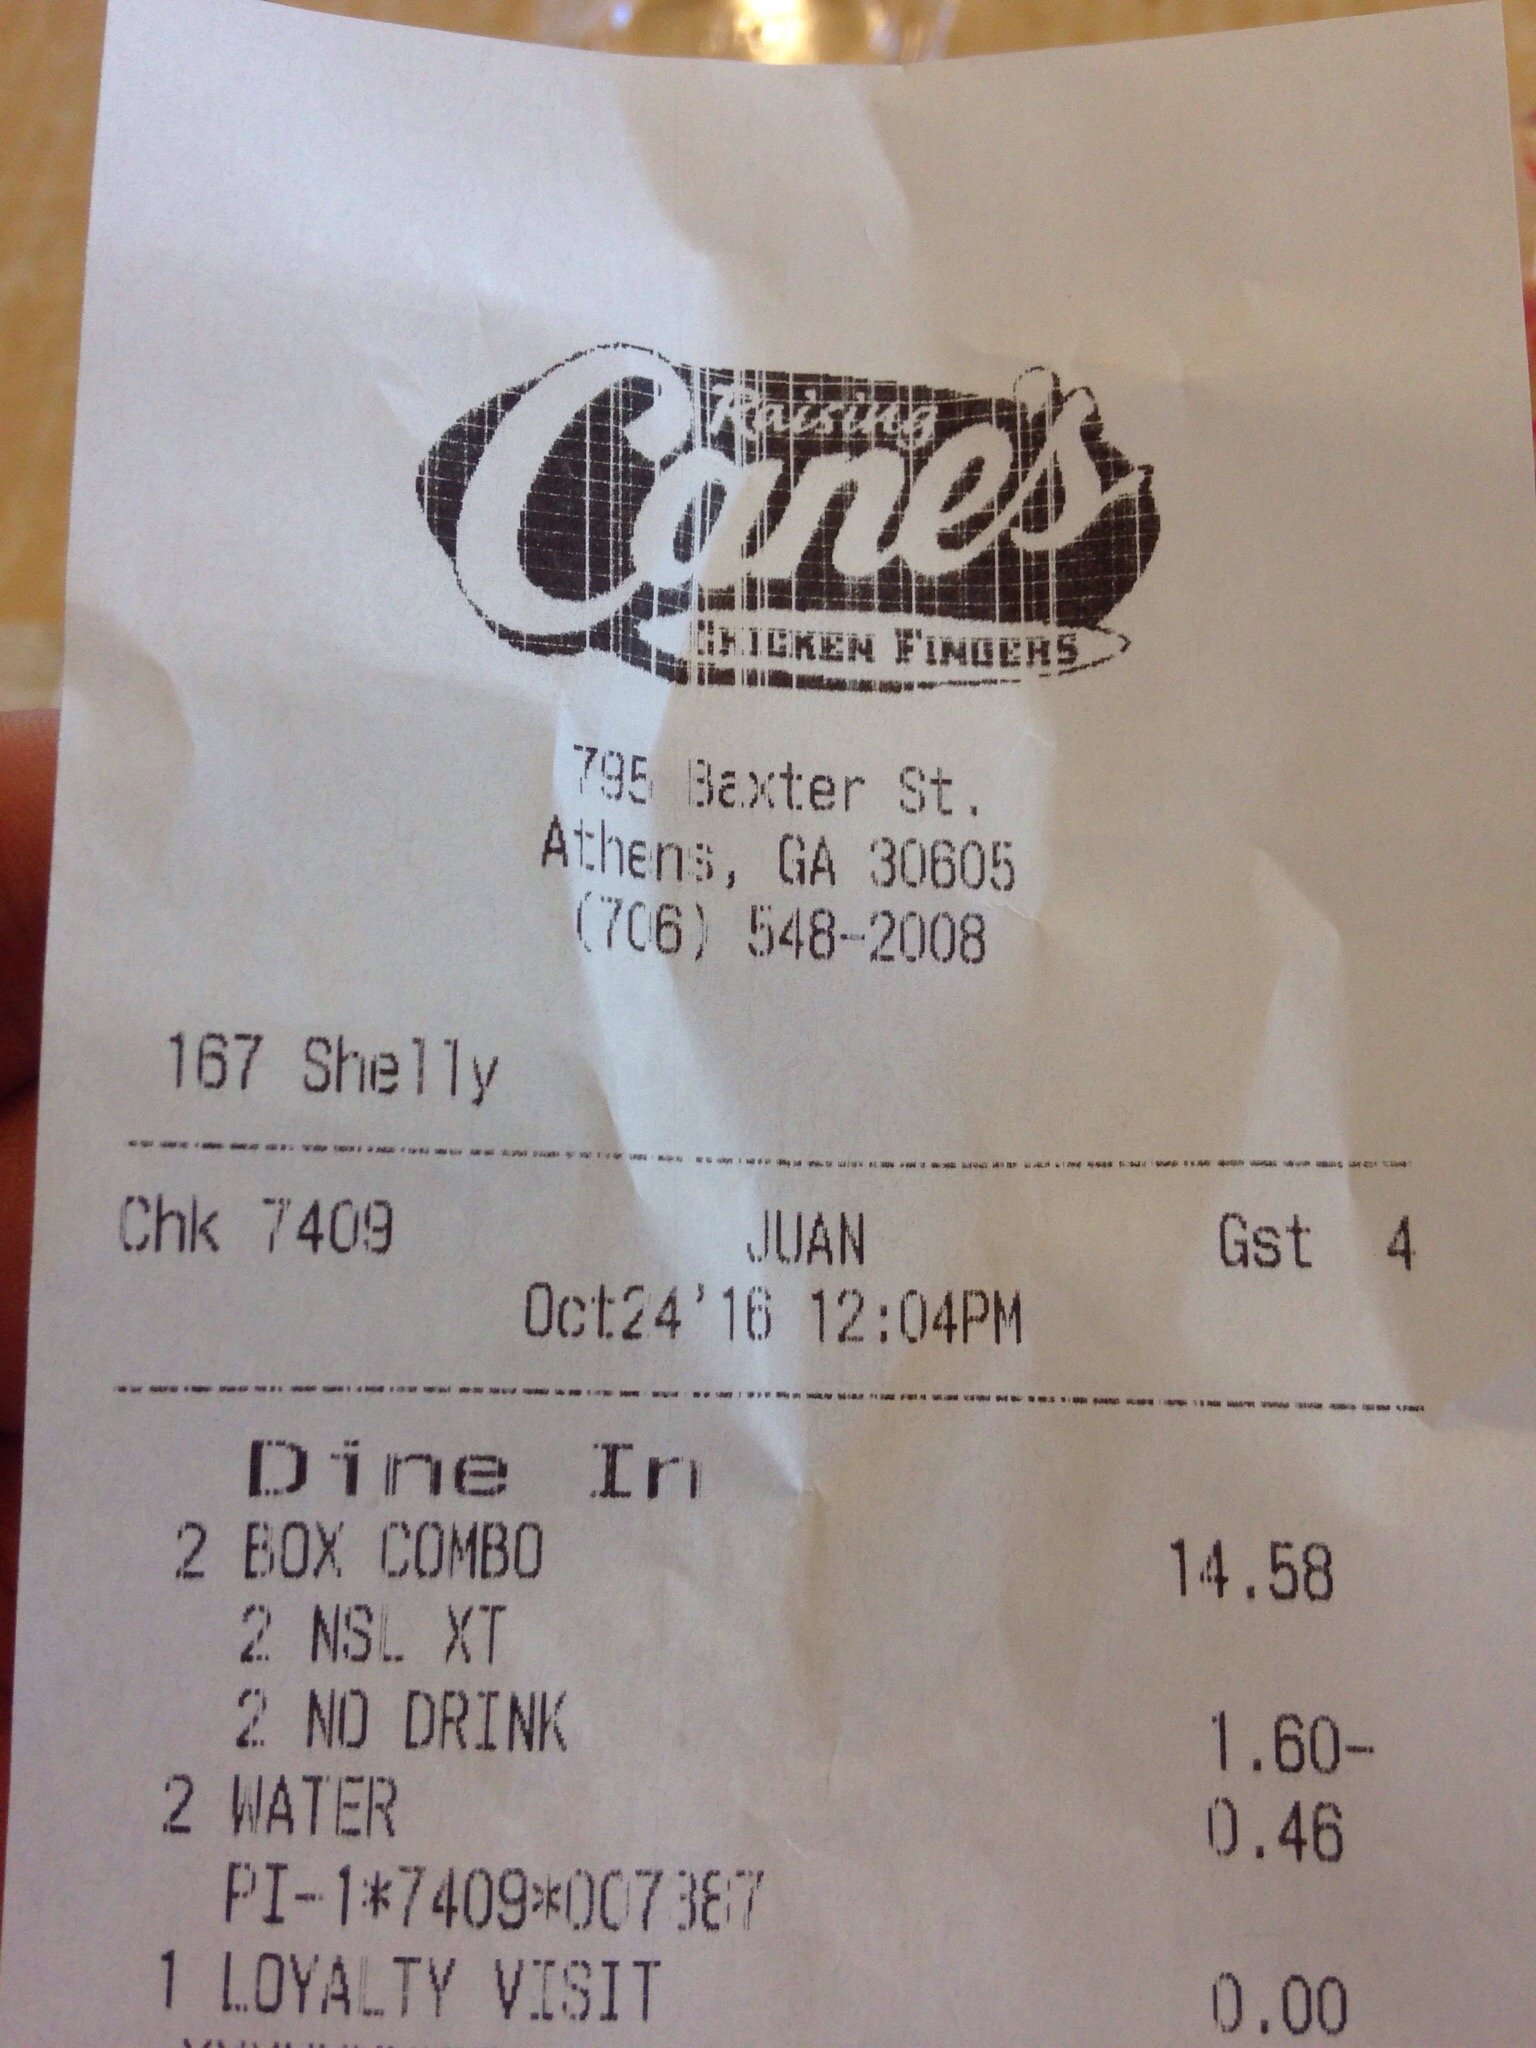 Raising
Cane's
CHICKEN FINGERS
795 Baxter St.
Athens, GA 30605
(706) 548-2008
167 Shelly
Chk 7409 JUAN Gst 4
Oct24'16 12:04PM
Dine In
2 BOX COMBO 14.58
2 NSL XT
2 NO DRINK 1.60-
2 WATER 0.46
PI-1*7409*007387
1 LOYALTY VISIT 0.00